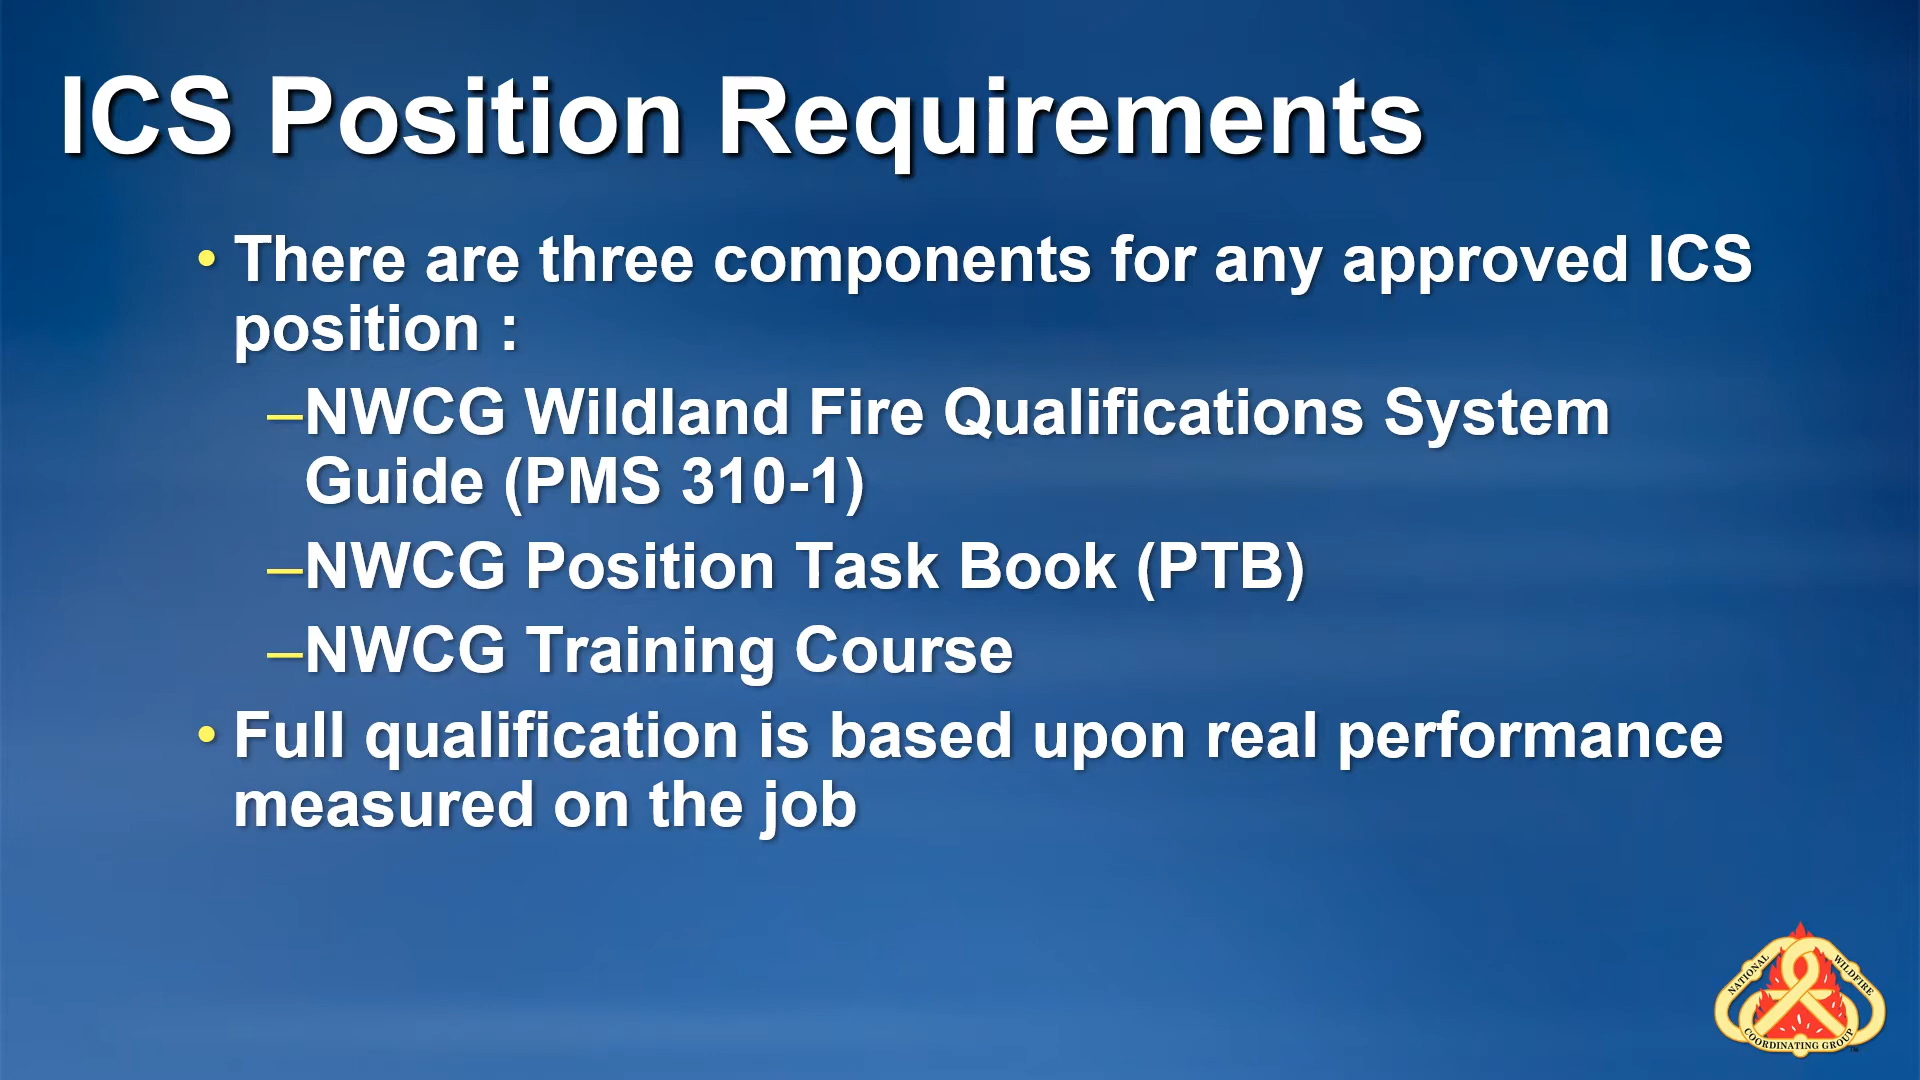 ICS Position Requirements
• There are three components for any approved ICS
position :
–NWCG Wildland Fire Qualifications System
Guide (PMS 310-1)
–NWCG Position Task Book (PTB)
–NWCG Training Course
• Full qualification is based upon real performance
measured on the job
NATIONAL WILDFIRE
COORDINATING GROUP
TM